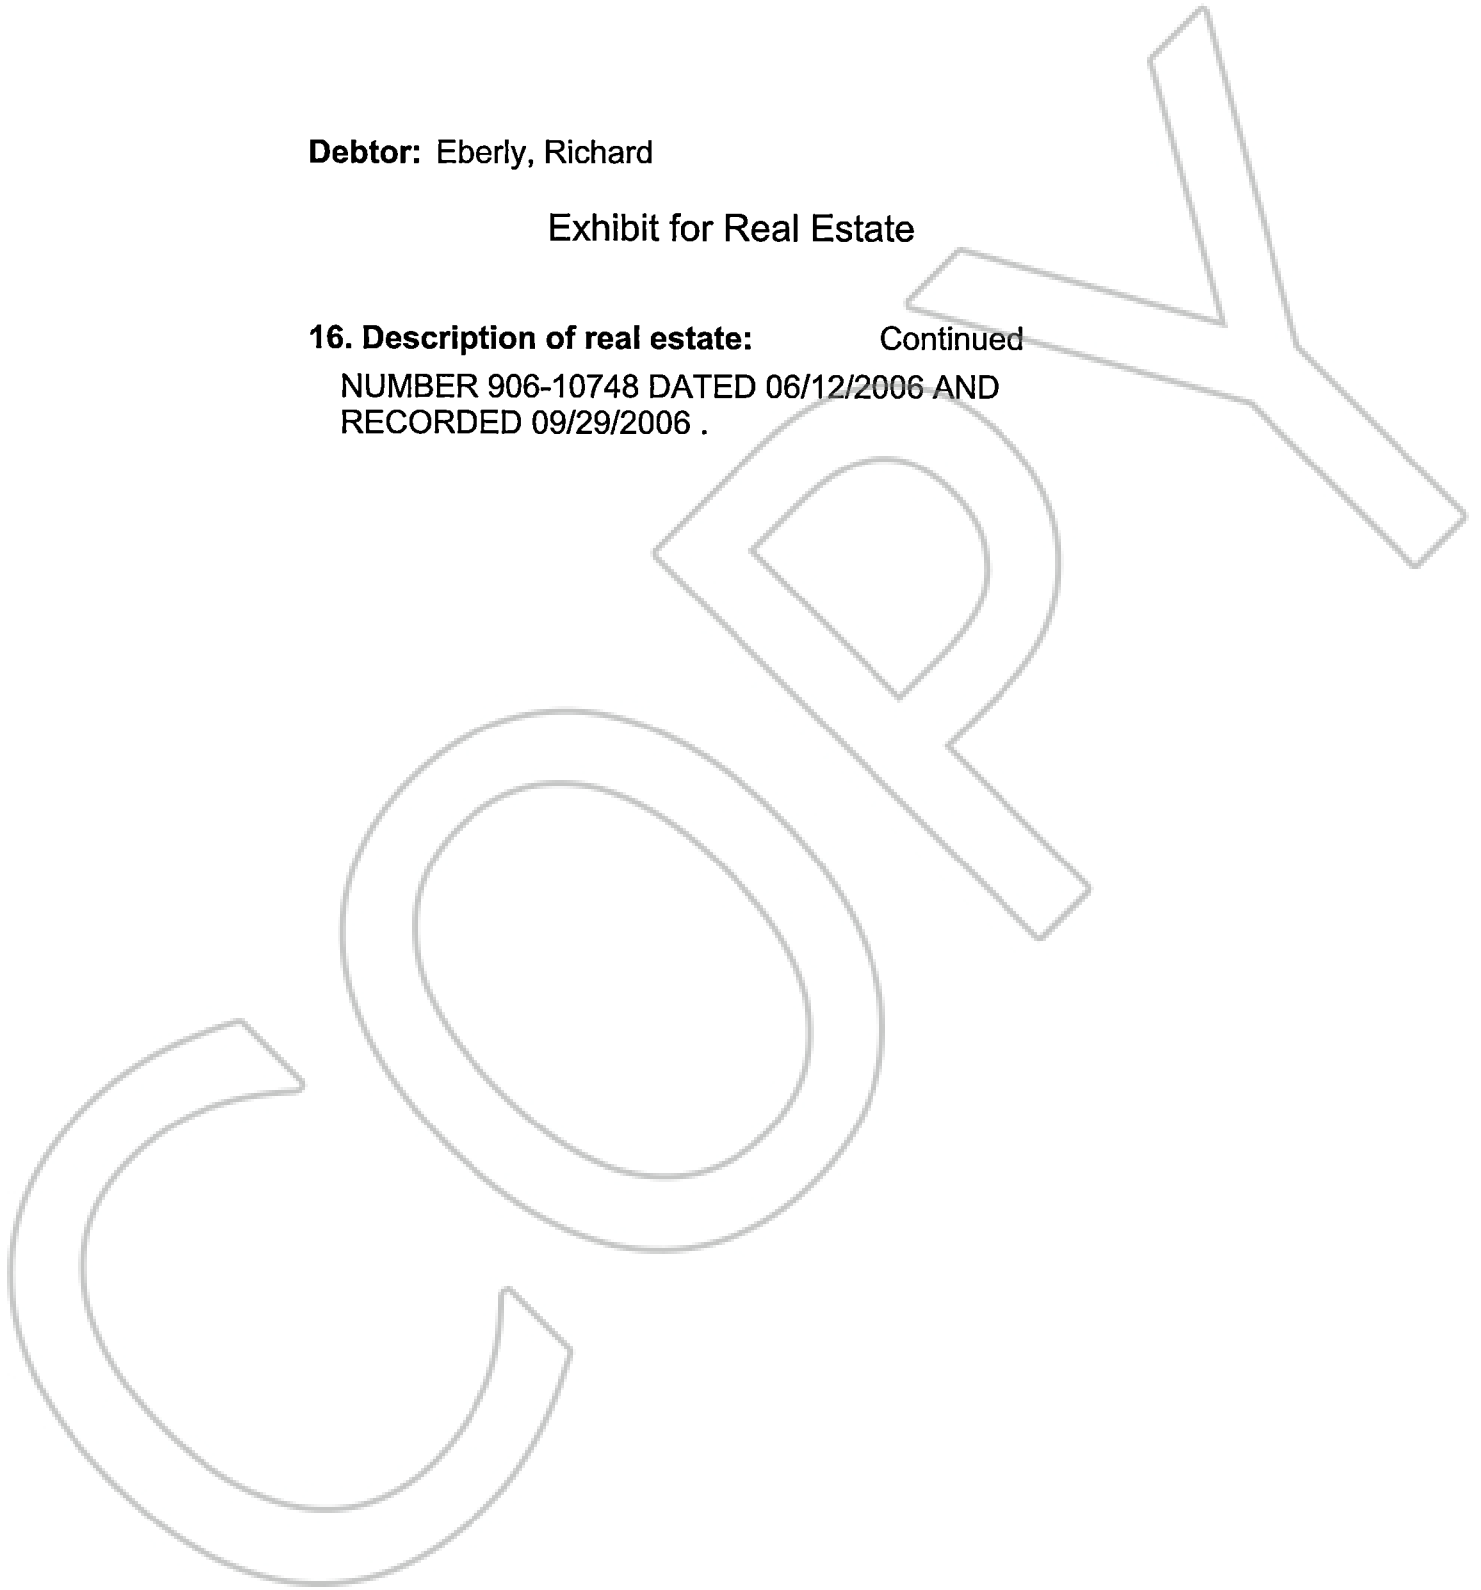 Debtor: Eberly, Richard
Exhibit for Real Estate
16. Description of real estate: Continued
NUMBER 906-10748 DATED 06/12/2006 AND
RECORDED 09/29/2006 .
COPY